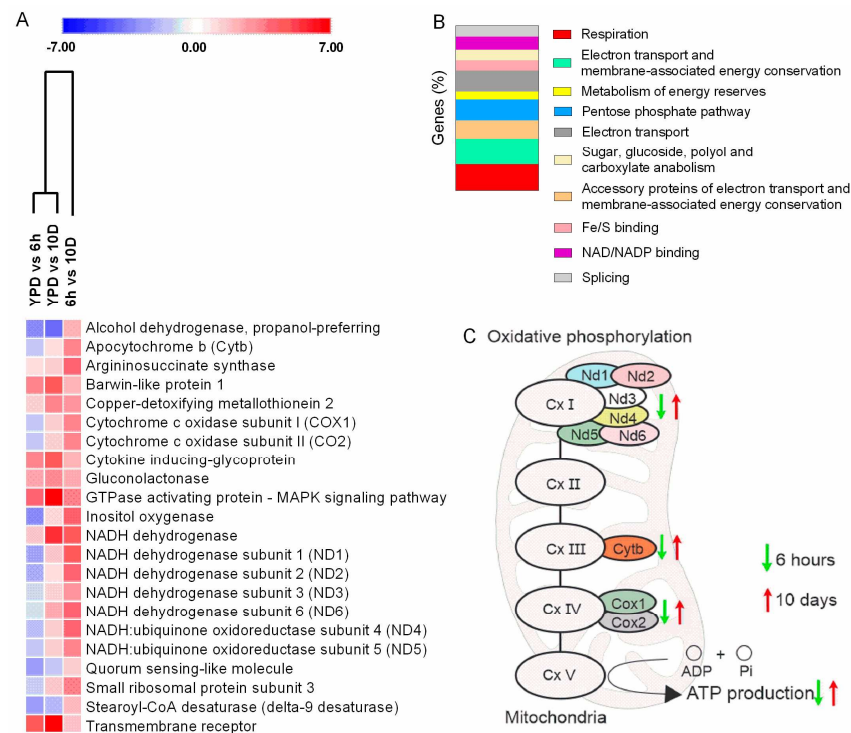 A
-7.00 0.00 7.00
YPD vs 6h
YPD vs 10D
6h vs 10D
Alcohol dehydrogenase, propanol-preferring
Apocytochrome b (Cytb)
Argininosuccinate synthase
Barwin-like protein 1
Copper-detoxifying metallothionein 2
Cytochrome c oxidase subunit I (COX1)
Cytochrome c oxidase subunit II (CO2)
Cytokine inducing-glycoprotein
Gluconolactonase
GTPase activating protein - MAPK signaling pathway
Inositol oxygenase
NADH dehydrogenase
NADH dehydrogenase subunit 1 (ND1)
NADH dehydrogenase subunit 2 (ND2)
NADH dehydrogenase subunit 3 (ND3)
NADH dehydrogenase subunit 6 (ND6)
NADH:ubiquinone oxidoreductase subunit 4 (ND4)
NADH:ubiquinone oxidoreductase subunit 5 (ND5)
Quorum sensing-like molecule
Small ribosomal protein subunit 3
Stearoyl-CoA desaturase (delta-9 desaturase)
Transmembrane receptor
B
Genes (%)
Respiration
Electron transport and
membrane-associated energy conservation
Metabolism of energy reserves
Pentose phosphate pathway
Electron transport
Sugar, glucoside, polyol and
carboxylate anabolism
Accessory proteins of electron transport and
membrane-associated energy conservation
Fe/S binding
NAD/NADP binding
Splicing
C Oxidative phosphorylation
Nd1 Nd2
Cx I Nd3
Nd4
Nd5 Nd6
Cx II
Cx III Cytb
6 hours
10 days
Cx IV Cox1
Cox2
Cx V
ADP + Pi
ATP production
Mitochondria